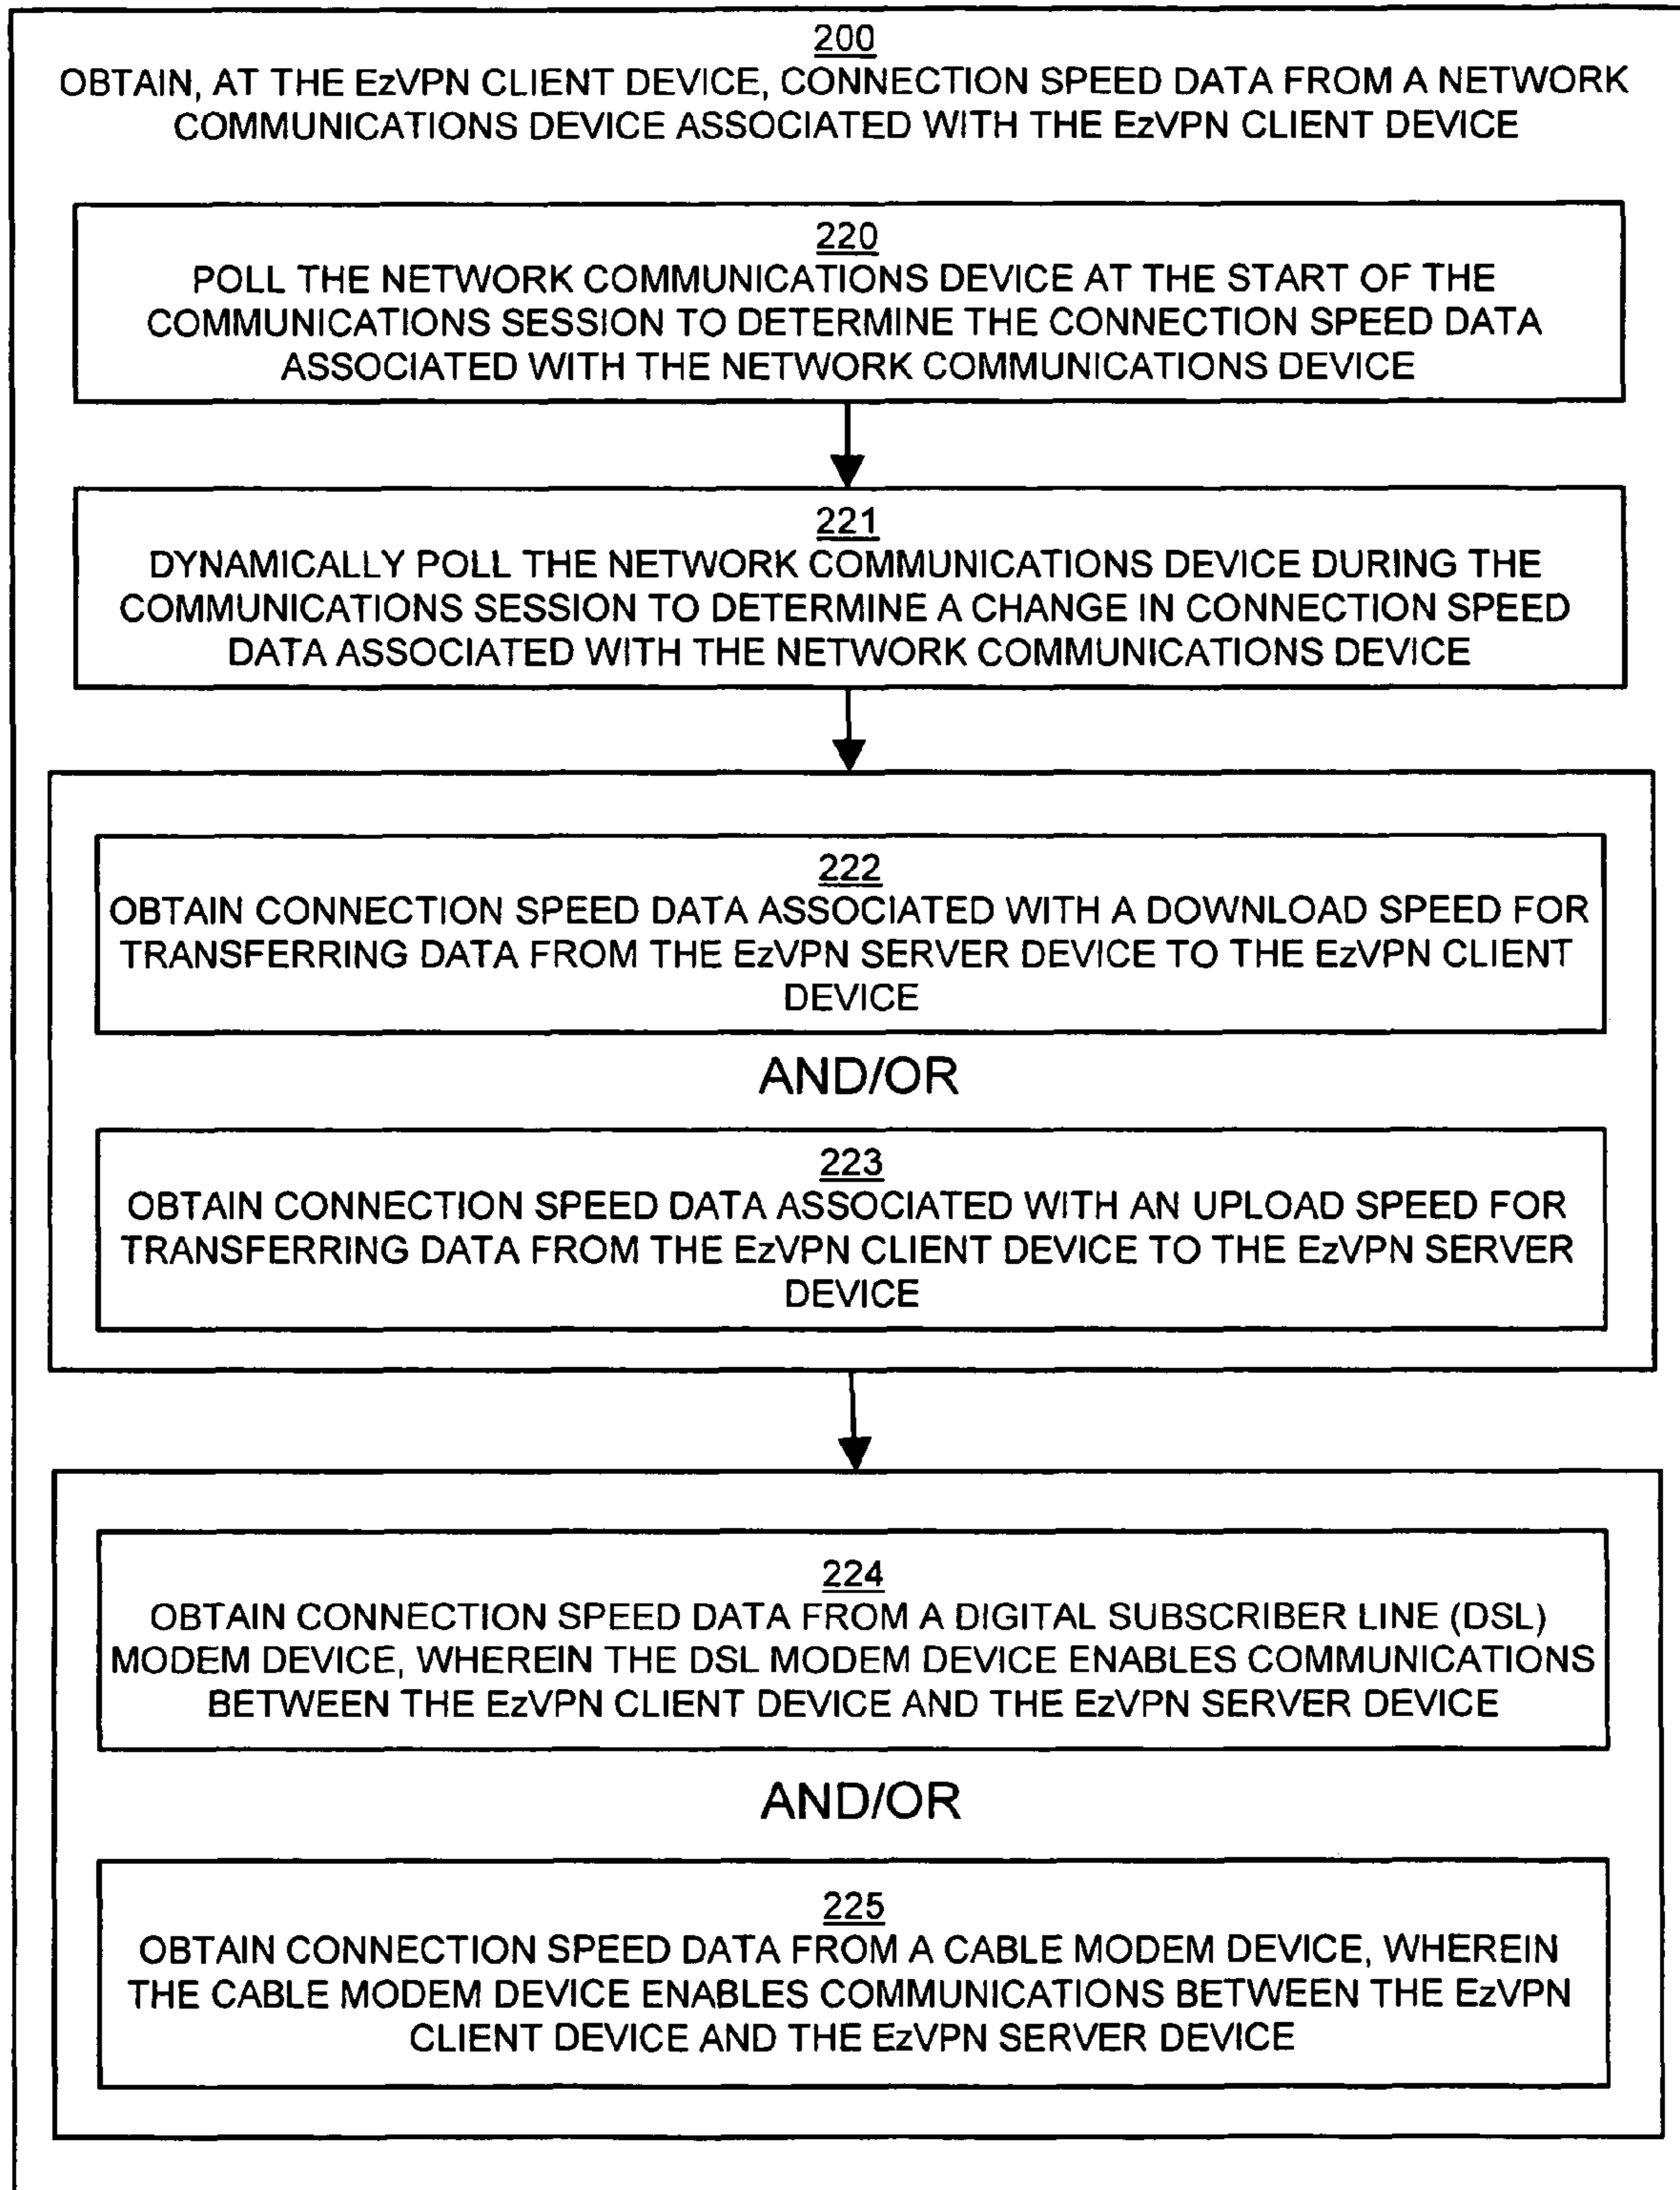 200
OBTAIN, AT THE EzVPN CLIENT DEVICE, CONNECTION SPEED DATA FROM A NETWORK
COMMUNICATIONS DEVICE ASSOCIATED WITH THE EzVPN CLIENT DEVICE
220
POLL THE NETWORK COMMUNICATIONS DEVICE AT THE START OF THE
COMMUNICATIONS SESSION TO DETERMINE THE CONNECTION SPEED DATA
ASSOCIATED WITH THE NETWORK COMMUNICATIONS DEVICE
221
DYNAMICALLY POLL THE NETWORK COMMUNICATIONS DEVICE DURING THE
COMMUNICATIONS SESSION TO DETERMINE A CHANGE IN CONNECTION SPEED
DATA ASSOCIATED WITH THE NETWORK COMMUNICATIONS DEVICE
222
OBTAIN CONNECTION SPEED DATA ASSOCIATED WITH A DOWNLOAD SPEED FOR
TRANSFERRING DATA FROM THE EzVPN SERVER DEVICE TO THE EzVPN CLIENT
DEVICE
AND/OR
223
OBTAIN CONNECTION SPEED DATA ASSOCIATED WITH AN UPLOAD SPEED FOR
TRANSFERRING DATA FROM THE EzVPN CLIENT DEVICE TO THE EzVPN SERVER
DEVICE
224
OBTAIN CONNECTION SPEED DATA FROM A DIGITAL SUBSCRIBER LINE (DSL)
MODEM DEVICE, WHEREIN THE DSL MODEM DEVICE ENABLES COMMUNICATIONS
BETWEEN THE EzVPN CLIENT DEVICE AND THE EzVPN SERVER DEVICE
AND/OR
225
OBTAIN CONNECTION SPEED DATA FROM A CABLE MODEM DEVICE, WHEREIN
THE CABLE MODEM DEVICE ENABLES COMMUNICATIONS BETWEEN THE EzVPN
CLIENT DEVICE AND THE EzVPN SERVER DEVICE